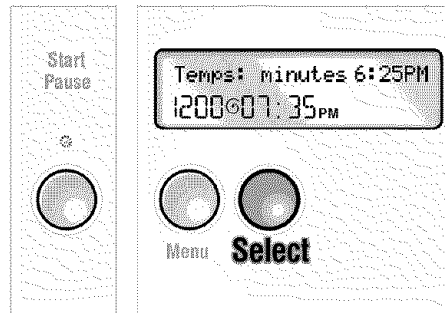 Start
Pause
Temps: minutes 6:25PM
1200 07:35PM
Menu
Select